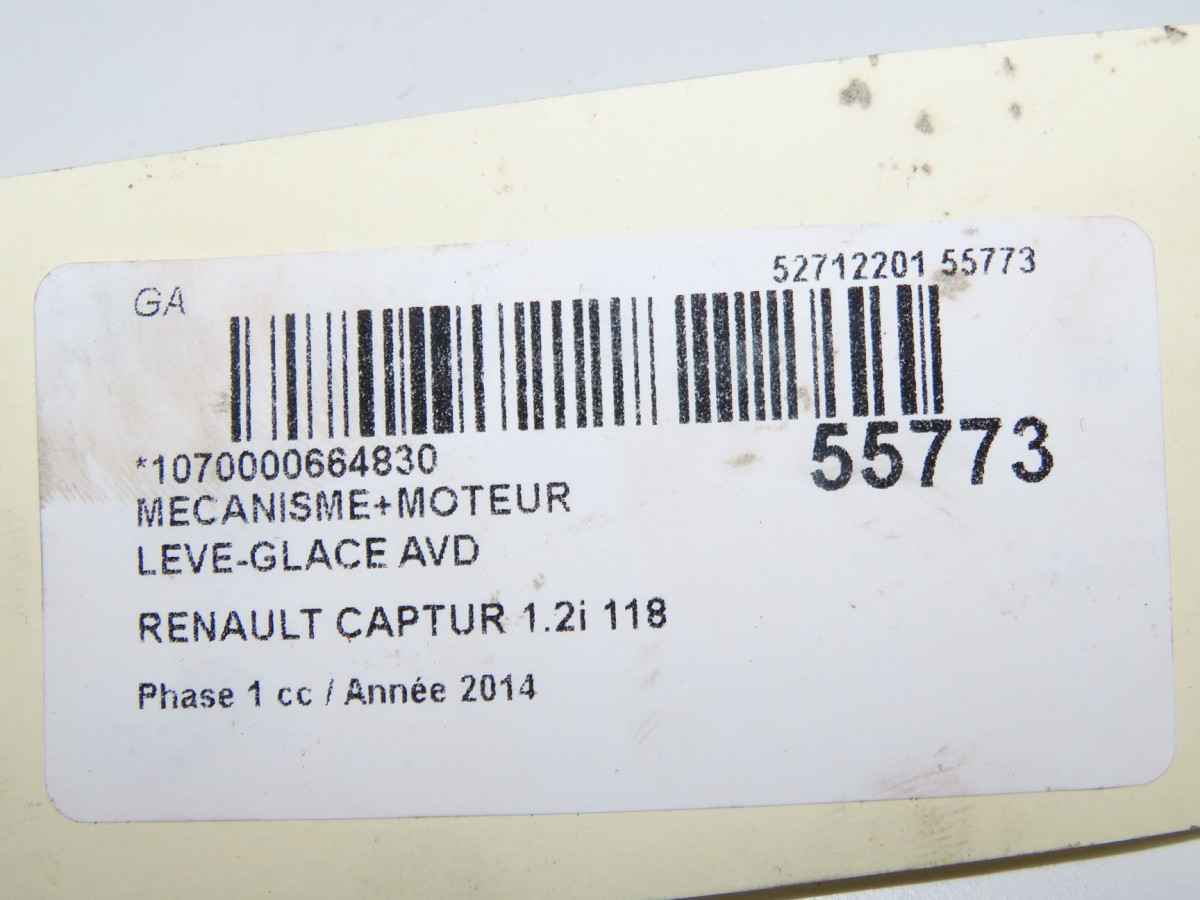 GA
52712201 55773
*1070000664830
55773
MECANISME+MOTEUR
LEVE-GLACE AVD
RENAULT CAPTUR 1.2i 118
Phase 1 cc / Année 2014